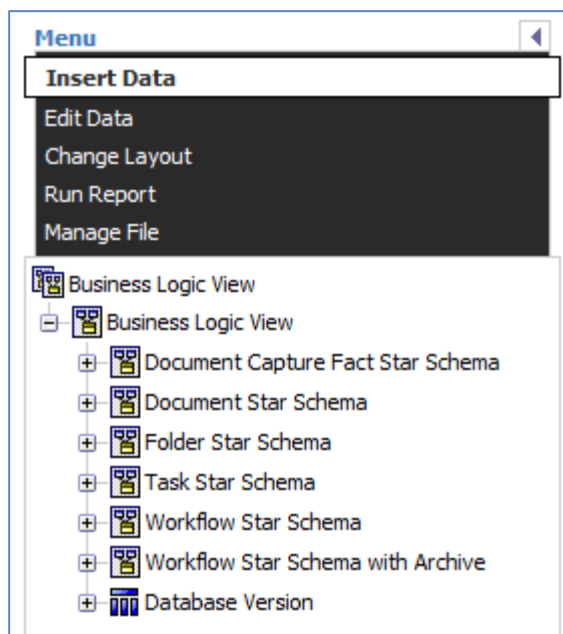 Menu
Insert Data
Edit Data
Change Layout
Run Report
Manage File
Business Logic View
Business Logic View
Document Capture Fact Star Schema
Document Star Schema
Folder Star Schema
Task Star Schema
Workflow Star Schema
Workflow Star Schema with Archive
Database Version